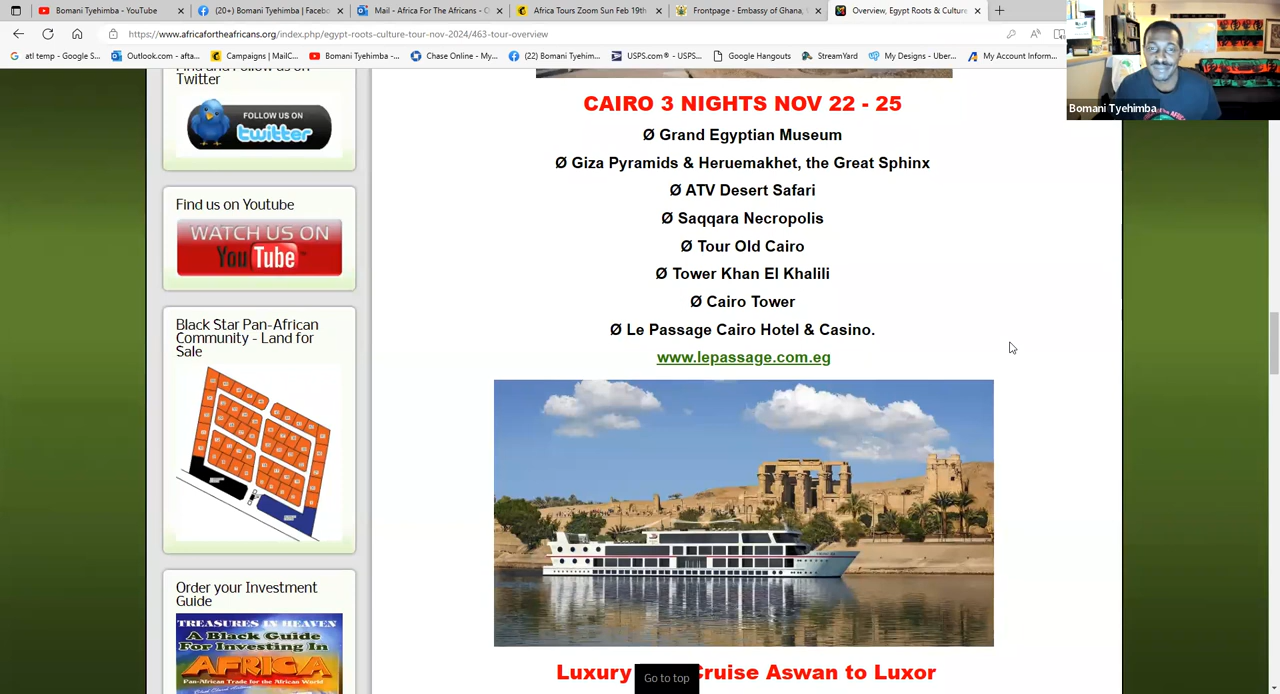 Bomani Tyehimba - YouTube
(20+) Bomani Tyehimba | Faceb
Mail - Africa For The Africans - O
Africa Tours Zoom Sun Feb 19th
Frontpage - Embassy of Ghana,
Overview, Egypt Roots & Culture
https://www.africafortheafricans.org/index.php/egypt-roots-culture-tour-nov-2024/463-tour-overview
atl temp - Google S...
Outlook.com - afta...
Campaigns | MailC...
Bomani Tyehimba -...
Chase Online - My...
(22) Bomani Tyehim...
USPS.com® - USPS...
Google Hangouts
StreamYard
My Designs - Uber...
My Account Inform...
Bomani Tyehimba
Find and Follow us on
Twitter
FOLLOW US ON
twitter
Find us on Youtube
WATCH US ON
YouTube
Black Star Pan-African
Community - Land for
Sale
Order your Investment
Guide
TREASURES IN HEAVEN
A Black Guide
For Investing In
AFRICA
Pan-African Trade for the African World
CAIRO 3 NIGHTS NOV 22 - 25
Ø Grand Egyptian Museum
Ø Giza Pyramids & Heruemakhet, the Great Sphinx
Ø ATV Desert Safari
Ø Saqqara Necropolis
Ø Tour Old Cairo
Ø Tower Khan El Khalili
Ø Cairo Tower
Ø Le Passage Cairo Hotel & Casino.
www.lepassage.com.eg
Luxury Cruise Aswan to Luxor
Go to top